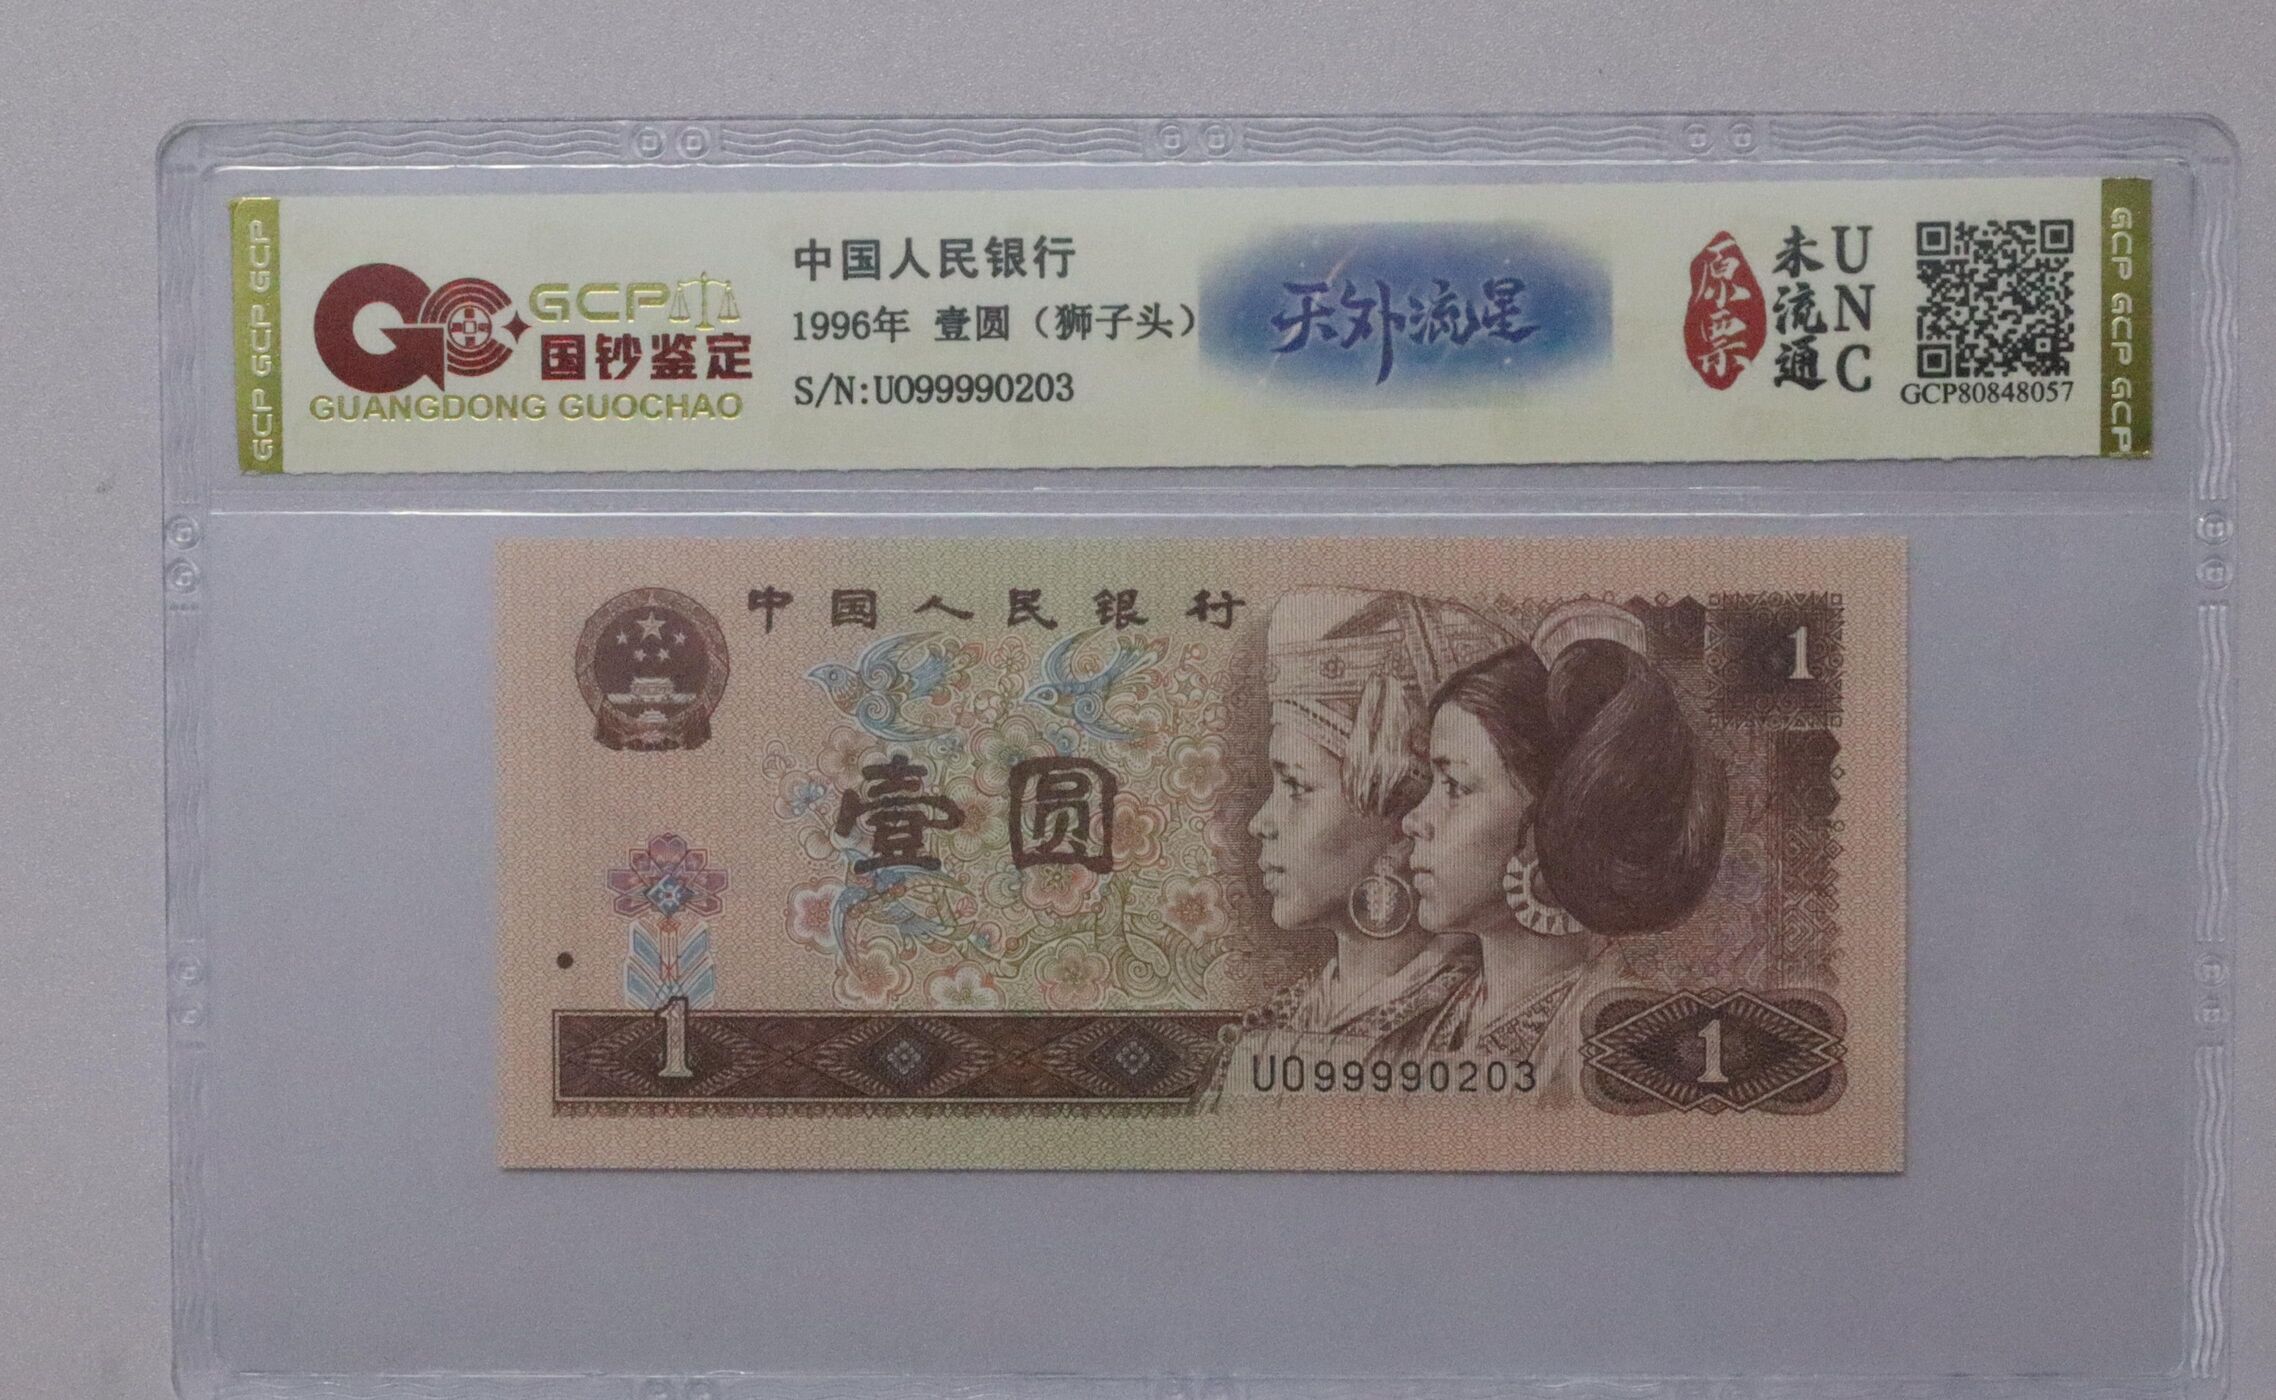 GCP GCP GCP
GCP
国钞鉴定
GUANGDONG GUOCHAO
中国人民银行
1996年 壹圆（狮子头）
S/N:UO99990203
天外流星
原票
未流通
UNC
GCP80848057
GCP GCP GCP
中国人民银行
1
壹圆
1
UO99990203
1